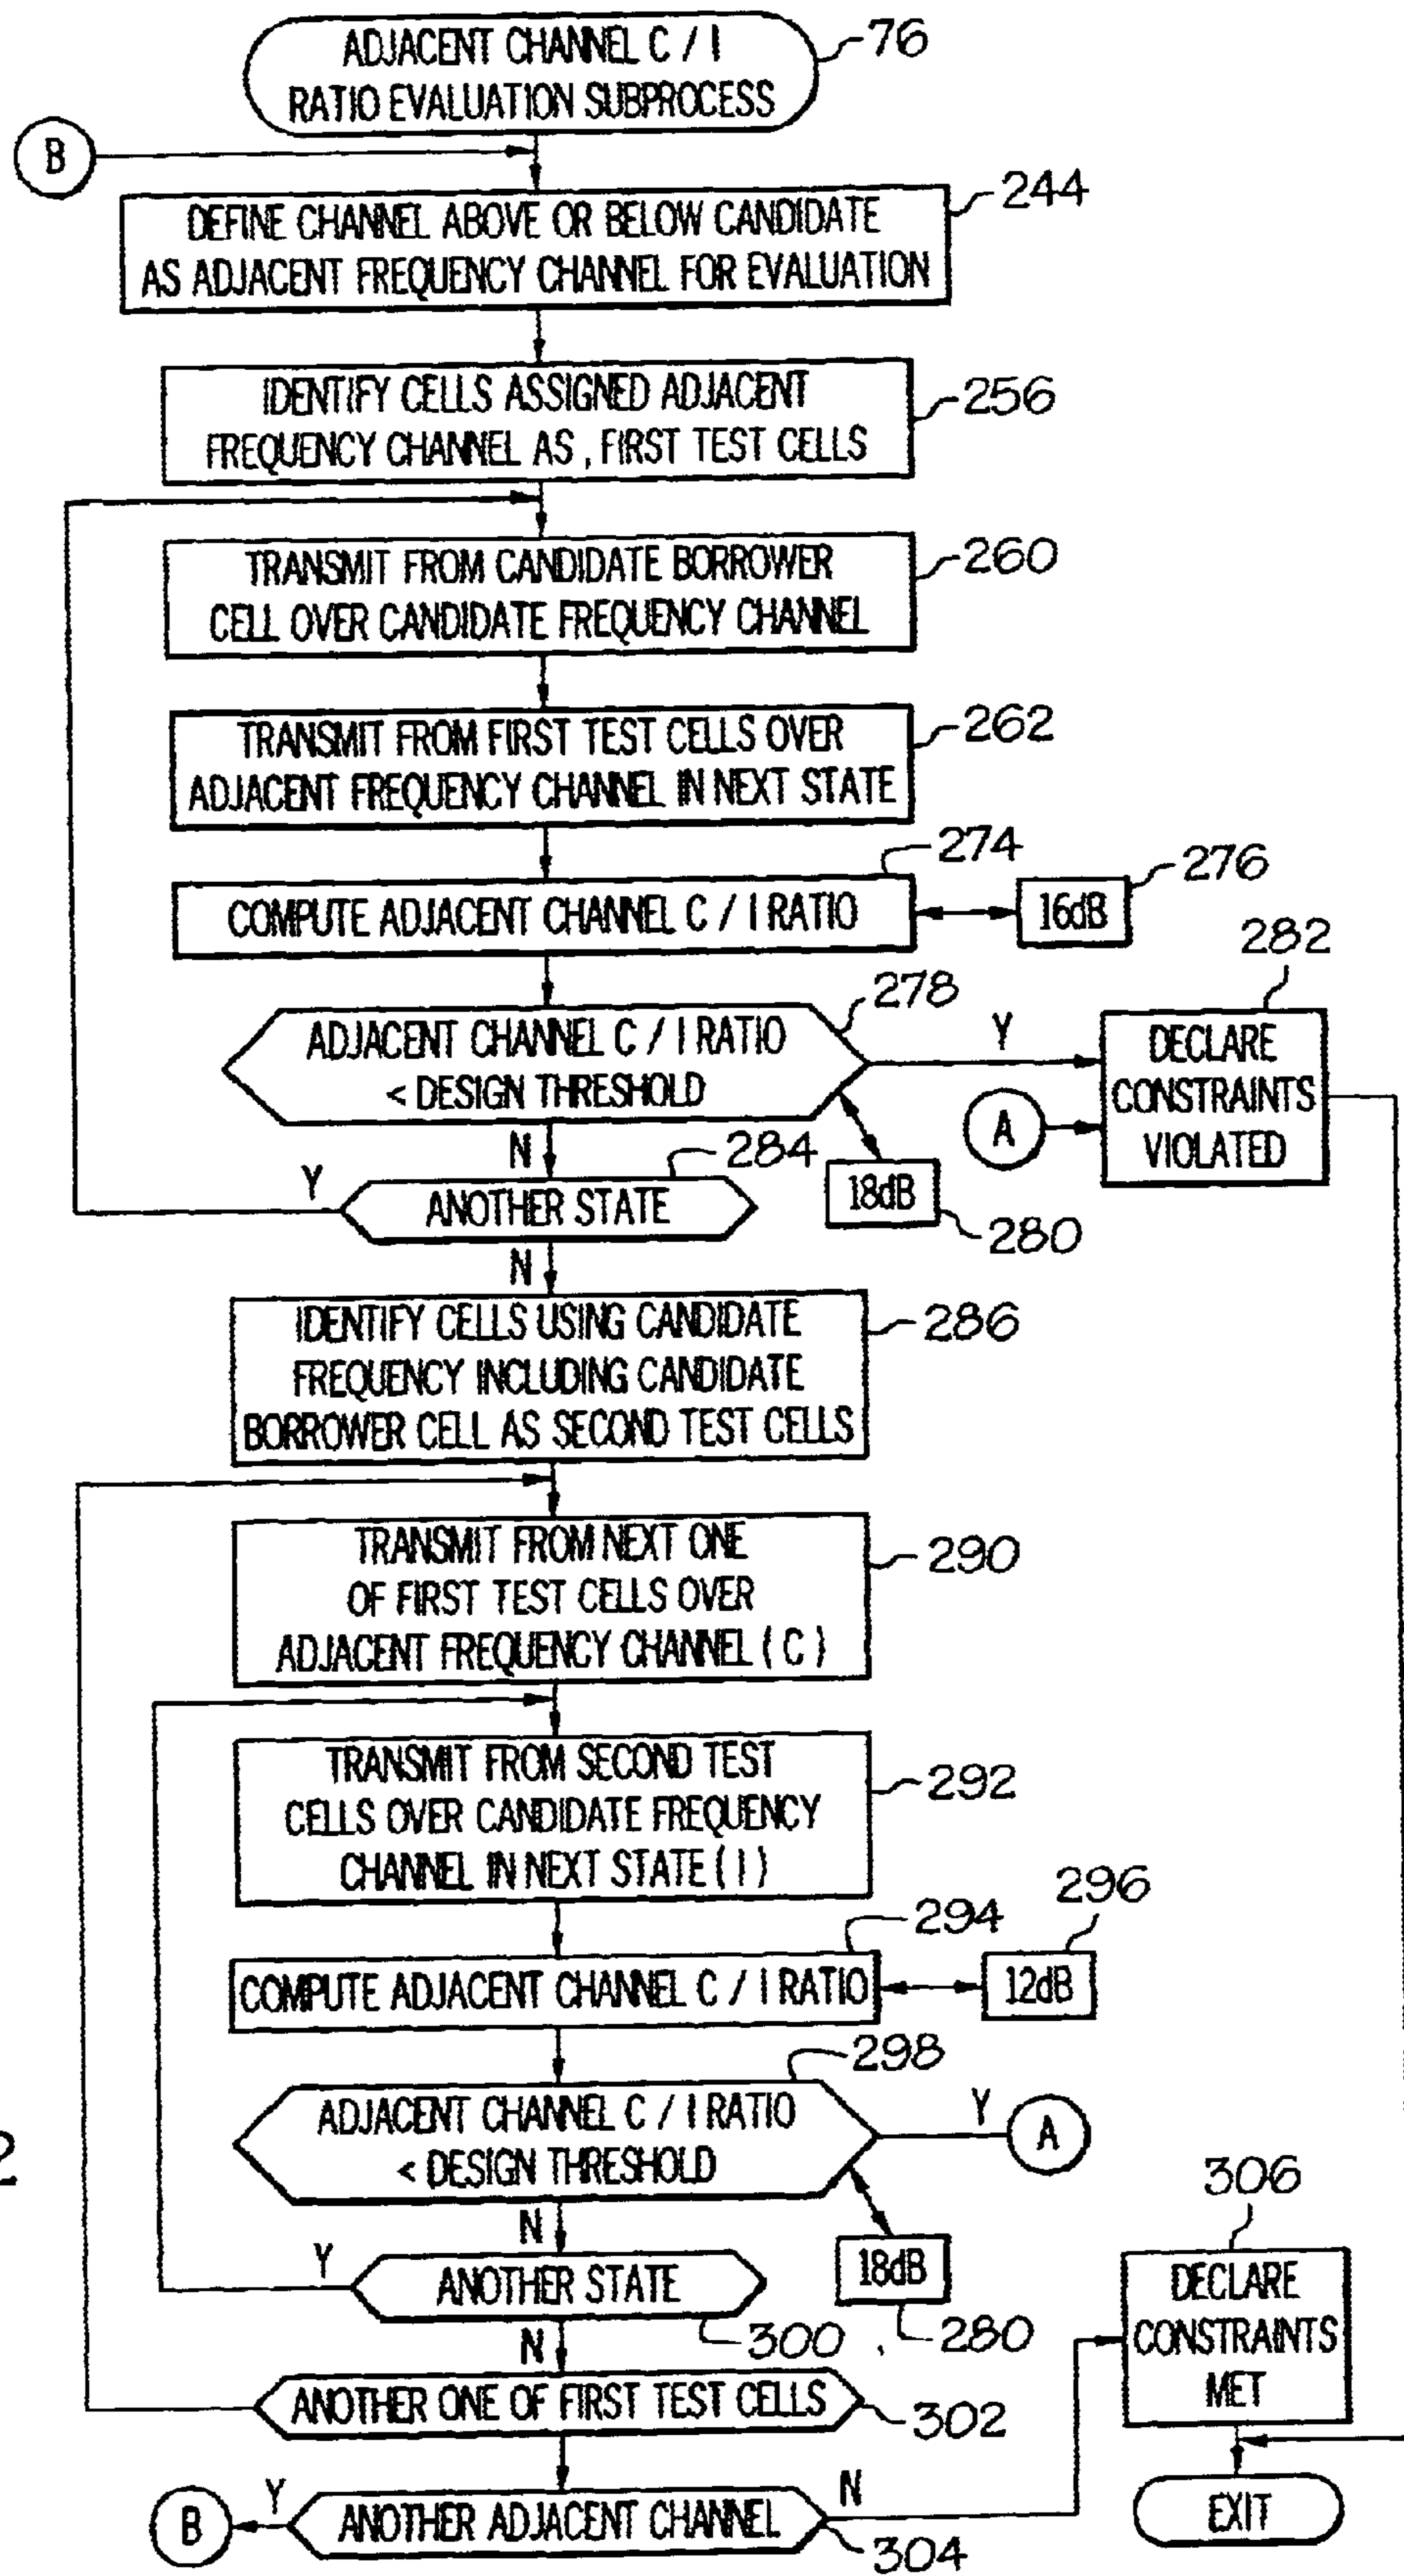 ADJACENT CHANNEL C / I
RATIO EVALUATION SUBPROCESS
76
B
DEFINE CHANNEL ABOVE OR BELOW CANDIDATE
AS ADJACENT FREQUENCY CHANNEL FOR EVALUATION
244
IDENTIFY CELLS ASSIGNED ADJACENT
FREQUENCY CHANNEL AS , FIRST TEST CELLS
256
TRANSMIT FROM CANDIDATE BORROWER
CELL OVER CANDIDATE FREQUENCY CHANNEL
260
TRANSMIT FROM FIRST TEST CELLS OVER
ADJACENT FREQUENCY CHANNEL IN NEXT STATE
262
COMPUTE ADJACENT CHANNEL C / I RATIO
274
16dB
276
ADJACENT CHANNEL C / I RATIO
< DESIGN THRESHOLD
278
Y
DECLARE
CONSTRAINTS
VIOLATED
282
A
N
18dB
280
Y
ANOTHER STATE
284
N
IDENTIFY CELLS USING CANDIDATE
FREQUENCY INCLUDING CANDIDATE
BORROWER CELL AS SECOND TEST CELLS
286
TRANSMIT FROM NEXT ONE
OF FIRST TEST CELLS OVER
ADJACENT FREQUENCY CHANNEL ( C )
290
TRANSMIT FROM SECOND TEST
CELLS OVER CANDIDATE FREQUENCY
CHANNEL IN NEXT STATE ( I )
292
COMPUTE ADJACENT CHANNEL C / I RATIO
294
12dB
296
ADJACENT CHANNEL C / I RATIO
< DESIGN THRESHOLD
298
Y
A
2
N
18dB
280
Y
ANOTHER STATE
300
N
ANOTHER ONE OF FIRST TEST CELLS
302
B
Y
ANOTHER ADJACENT CHANNEL
304
N
DECLARE
CONSTRAINTS
MET
306
EXIT